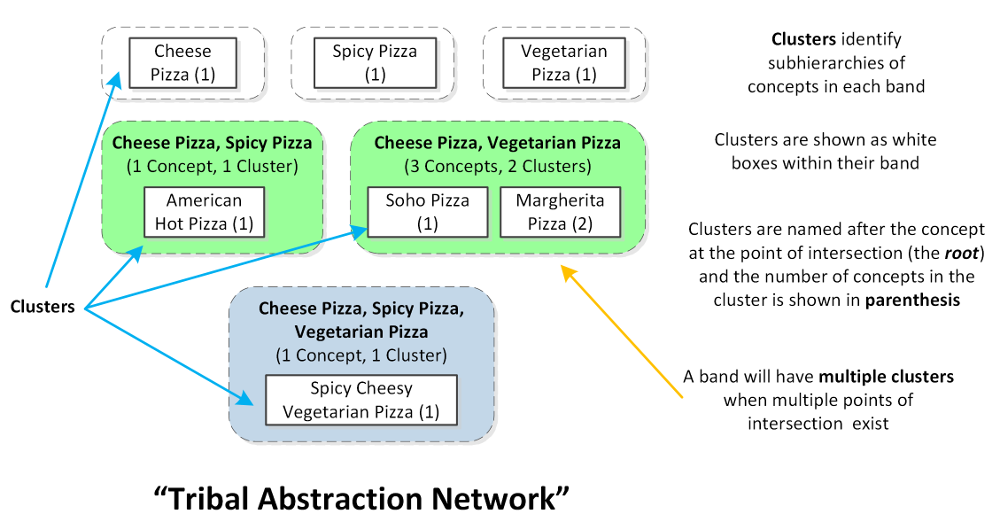 Cheese
Pizza (1)
Spicy Pizza
(1)
Vegetarian
Pizza (1)
Clusters identify
subhierarchies of
concepts in each band
Cheese Pizza, Spicy Pizza
(1 Concept, 1 Cluster)
American
Hot Pizza (1)
Cheese Pizza, Vegetarian Pizza
(3 Concepts, 2 Clusters)
Soho Pizza
(1)
Margherita
Pizza (2)
Clusters are shown as white
boxes within their band
Clusters are named after the concept
at the point of intersection (the root)
and the number of concepts in the
cluster is shown in parenthesis
Clusters
Cheese Pizza, Spicy Pizza,
Vegetarian Pizza
(1 Concept, 1 Cluster)
Spicy Cheesy
Vegetarian Pizza (1)
A band will have multiple clusters
when multiple points of
intersection exist
“Tribal Abstraction Network”